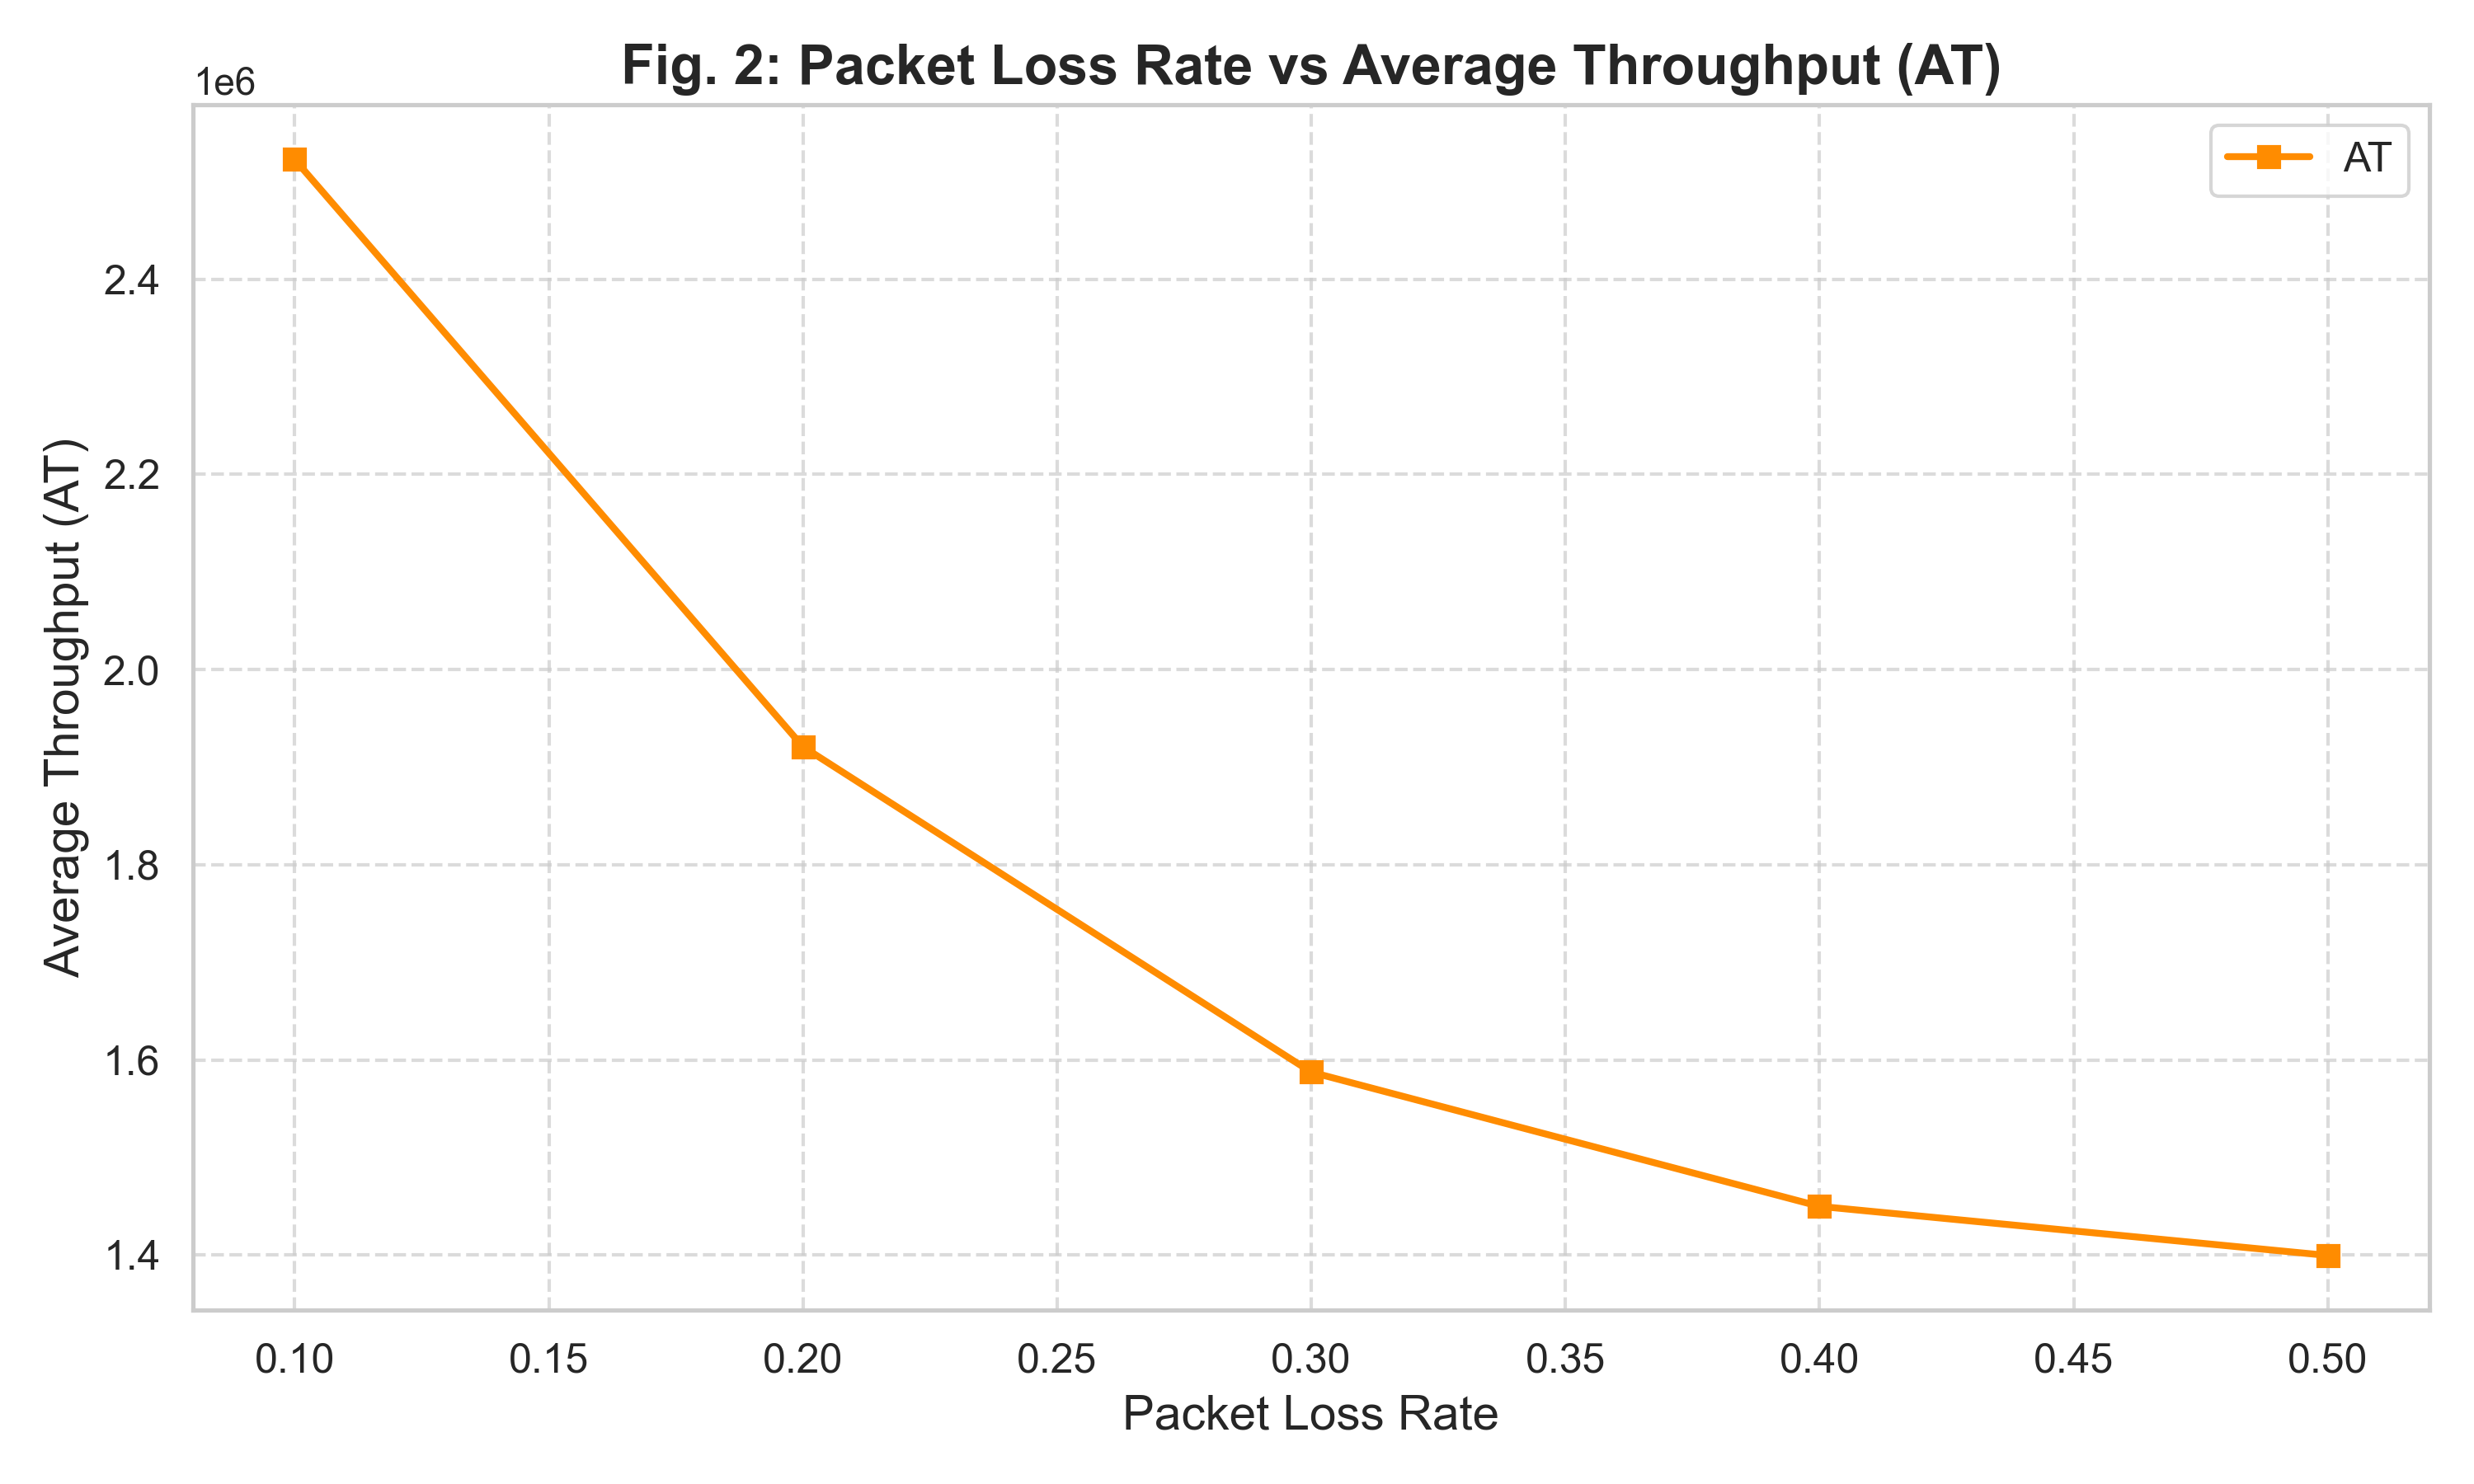 Fig. 2: Packet Loss Rate vs Average Throughput (AT)
1e6
AT
2.4
2.2
2.0
1.8
1.6
1.4
Average Throughput (AT)
0.10 0.15 0.20 0.25 0.30 0.35 0.40 0.45 0.50
Packet Loss Rate